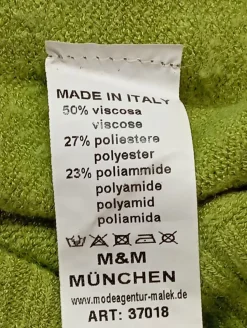 MADE IN ITALY
50% viscosa
viscose
27% poliestere
polyester
23% poliammide
polyamide
polyamid
poliamida
M&M
MÜNCHEN
www.modeagentur-malek.de
ART: 37018